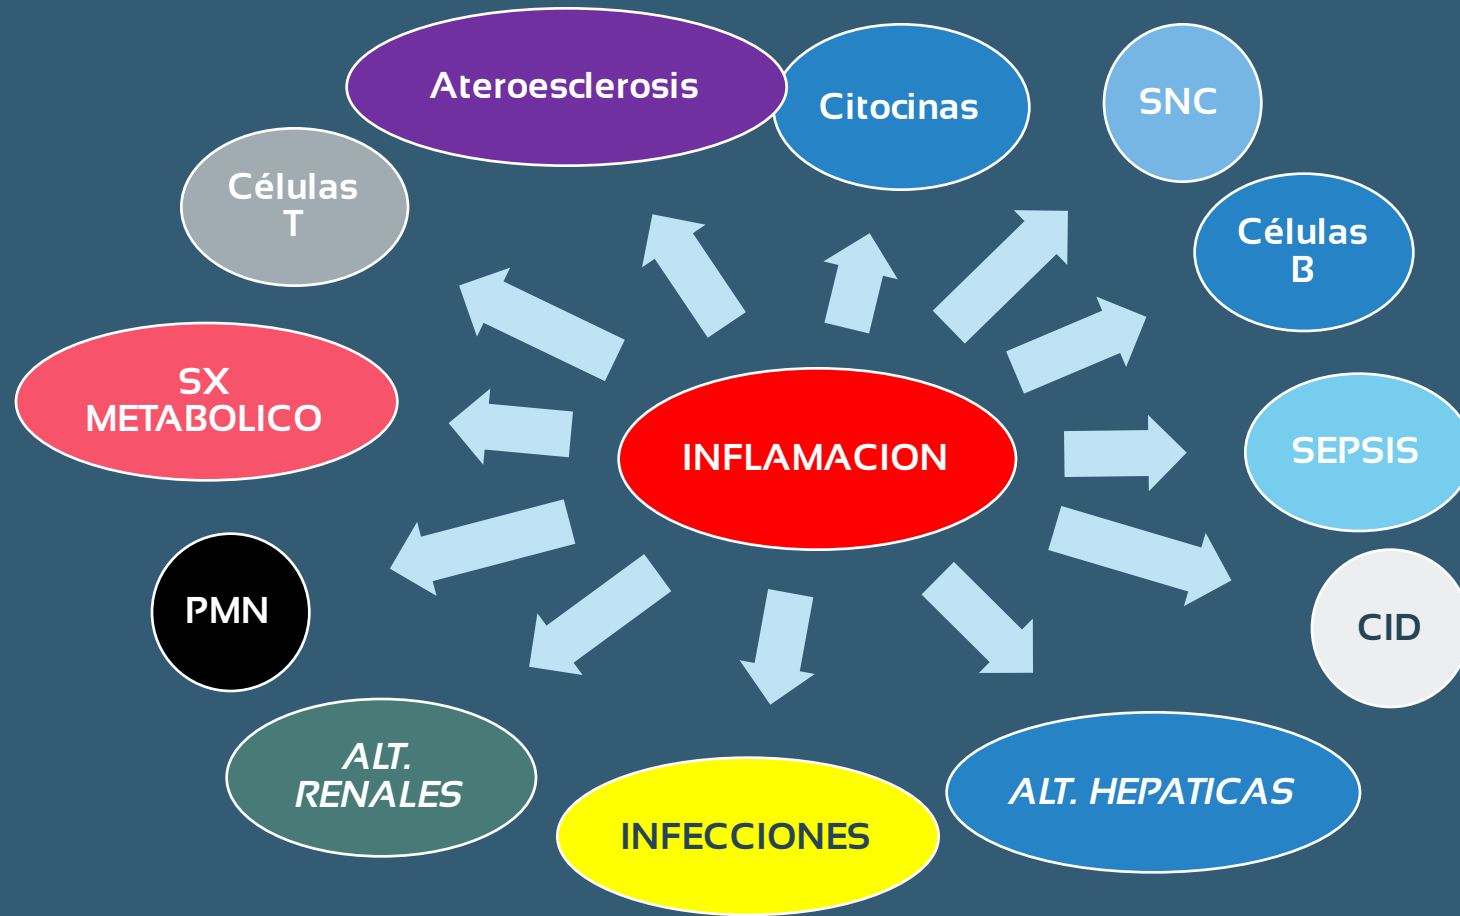 Ateroesclerosis
Citocinas
SNC
Células
T
Células
B
SX
METABOLICO
INFLAMACION
SEPSIS
PMN
CID
ALT.
RENALES
INFECCIONES
ALT. HEPATICAS